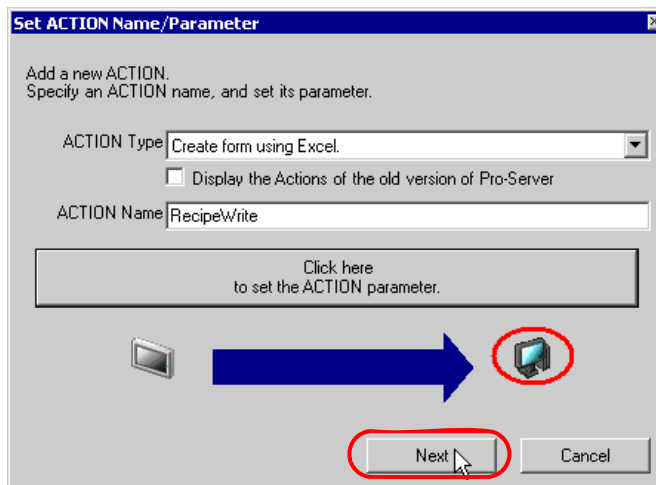 Set ACTION Name/Parameter
Add a new ACTION.
Specify an ACTION name, and set its parameter.
ACTION Type Create form using Excel.
Display the Actions of the old version of Pro-Server
ACTION Name RecipeWrite
Click here
to set the ACTION parameter.
Next Cancel